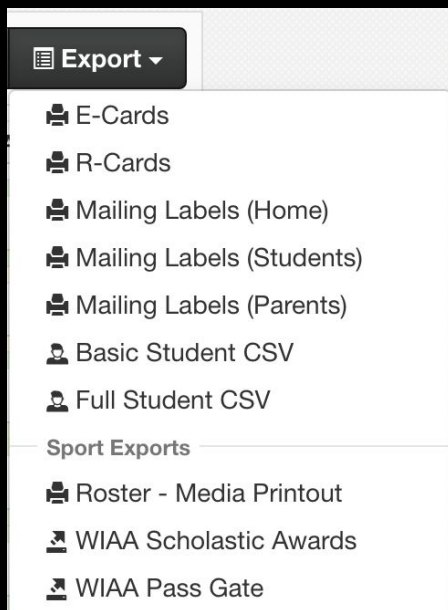 Export
E-Cards
R-Cards
Mailing Labels (Home)
Mailing Labels (Students)
Mailing Labels (Parents)
Basic Student CSV
Full Student CSV
Sport Exports
Roster - Media Printout
WIAA Scholastic Awards
WIAA Pass Gate